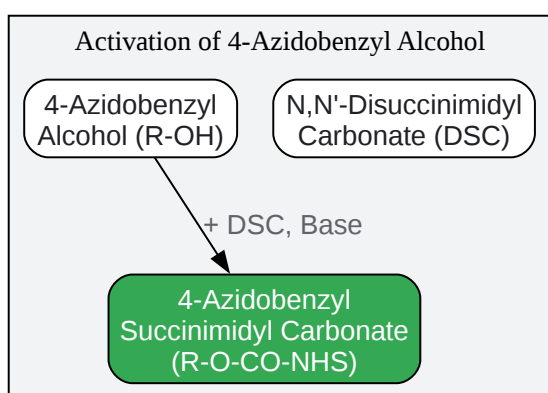 Activation of 4-Azidobenzyl Alcohol
4-Azidobenzyl
Alcohol (R-OH)
N,N'-Disuccinimidyl
Carbonate (DSC)
+ DSC, Base
4-Azidobenzyl
Succinimidyl Carbonate
(R-O-CO-NHS)